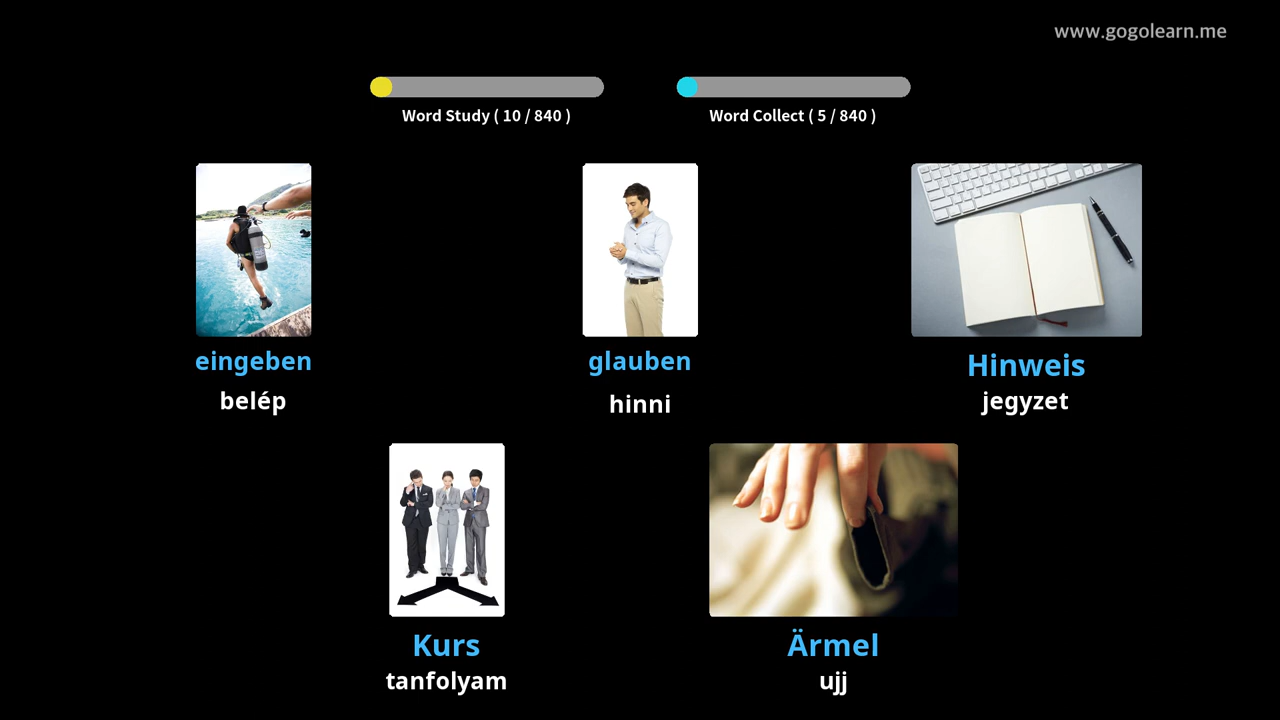 www.gogolearn.me
Word Study ( 10 / 840 )
Word Collect ( 5 / 840 )
eingeben
belép
glauben
hinni
Hinweis
jegyzet
Kurs
tanfolyam
Ärmel
ujj